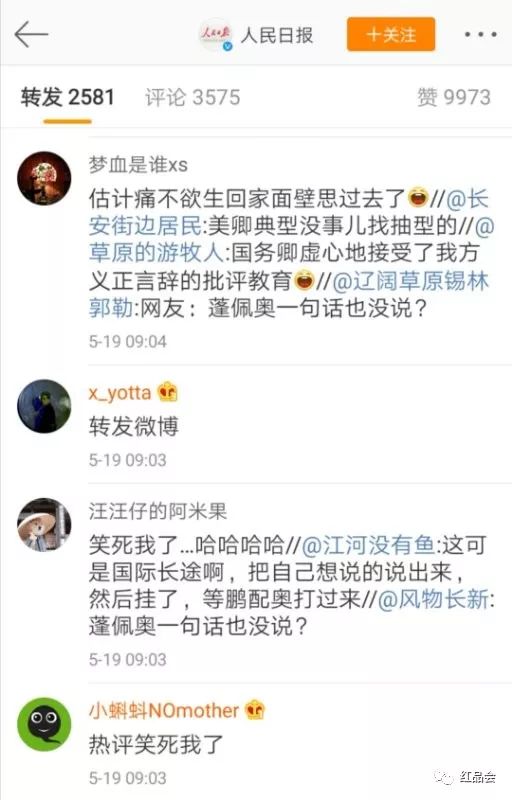 人民日报
人民日报
十关注
转发 2581
评论 3575
赞 9973
梦血是谁xs
估计痛不欲生回家面壁思过去了//@长
安街边居民:美卿典型没事儿找抽型的//@
草原的游牧人:国务卿虚心地接受了我方
义正言辞的批评教育//@辽阔草原锡林
郭勒:网友：蓬佩奥一句话也没说？
5-19 09:04
x_yotta
转发微博
5-19 09:03
汪汪仔的阿米果
笑死我了...哈哈哈哈//@江河没有鱼:这可
是国际长途啊，把自己想说的说出来，
然后挂了，等鹏配奥打过来//@风物长新:
蓬佩奥一句话也没说？
5-19 09:03
小蝌蚪NOmother
热评笑死我了
5-19 09:03
红品会